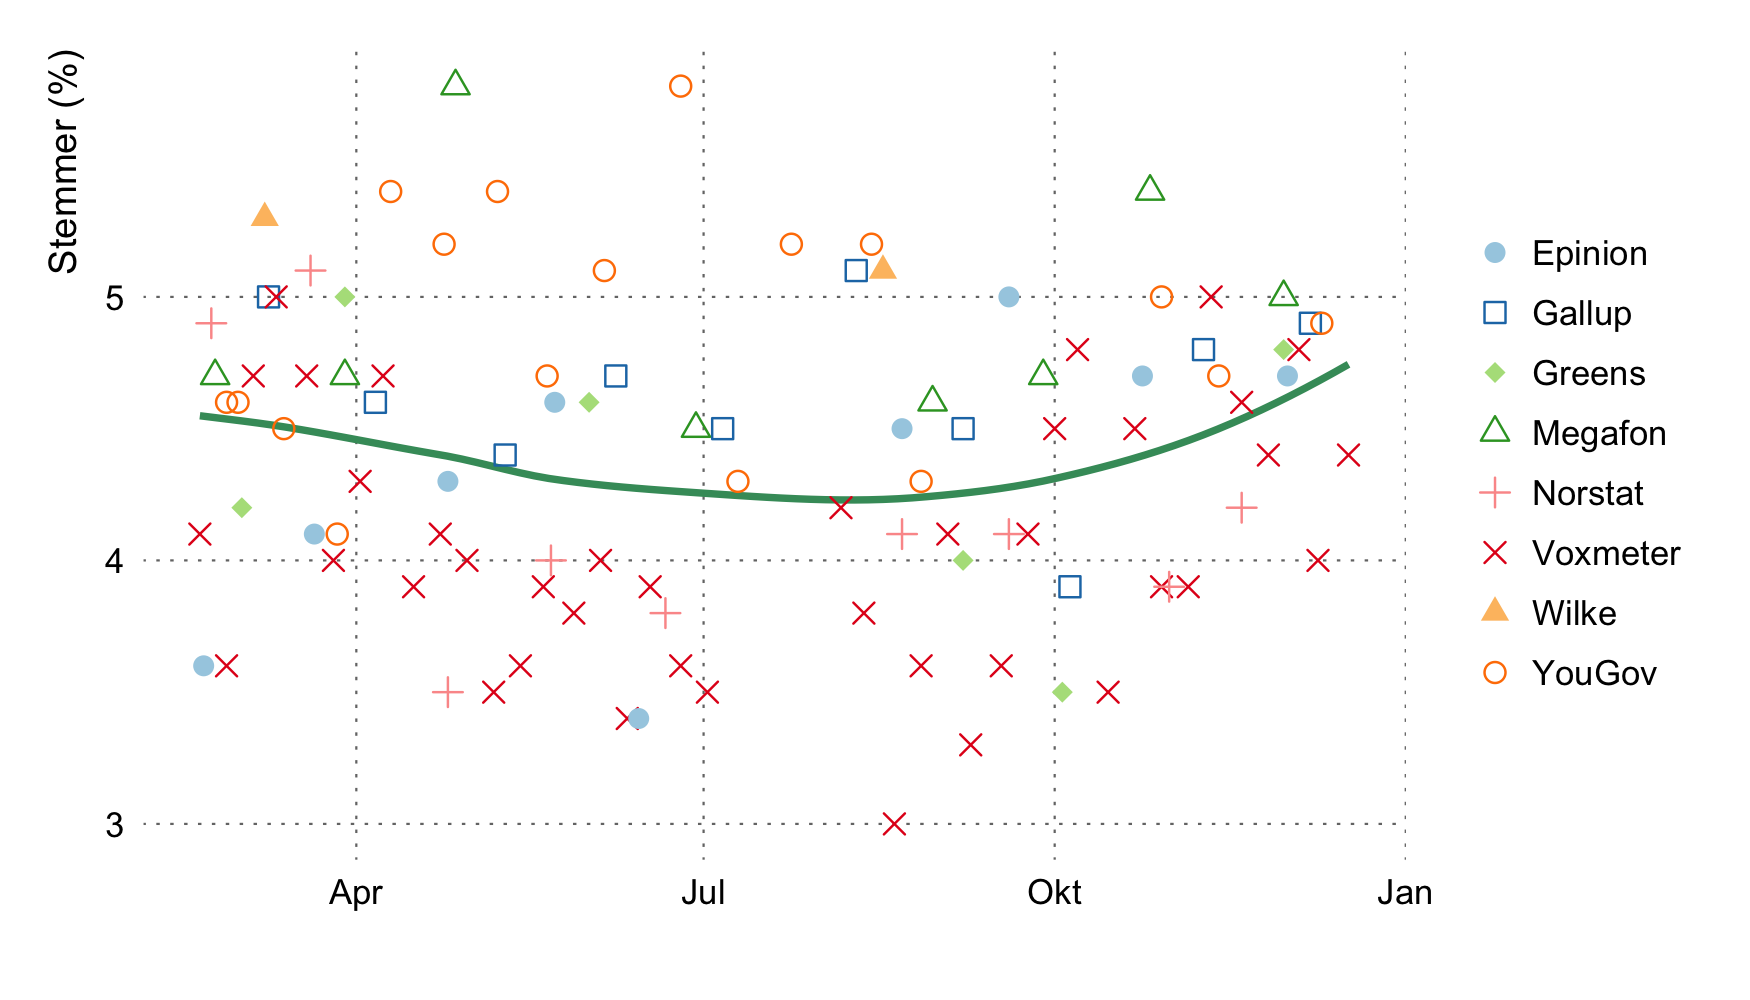 Stemmer (%)
5
4
3
Apr
Jul
Okt
Jan
Epinion
Gallup
Greens
Megafon
Norstat
Voxmeter
Wilke
YouGov